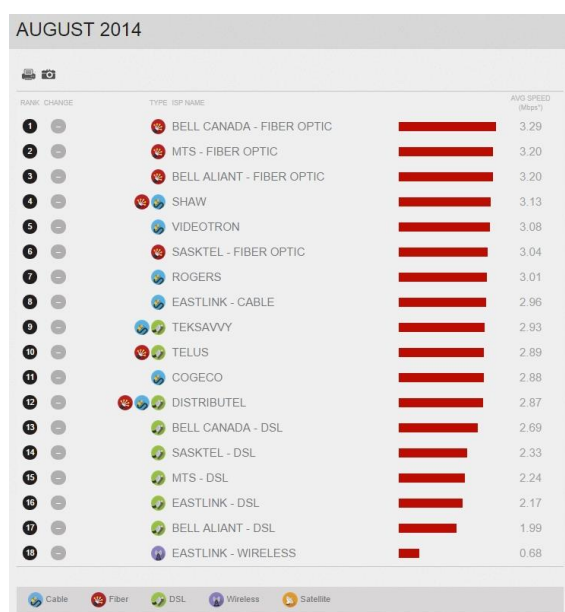 AUGUST 2014
RANK CHANGE TYPE ISP NAME AVG SPEED (Mbps*)
1 BELL CANADA - FIBER OPTIC 3.29
2 MTS - FIBER OPTIC 3.20
3 BELL ALIANT - FIBER OPTIC 3.20
4 SHAW 3.13
5 VIDEOTRON 3.08
6 SASKTEL - FIBER OPTIC 3.04
7 ROGERS 3.01
8 EASTLINK - CABLE 2.96
9 TEKSAVVY 2.93
10 TELUS 2.89
11 COGECO 2.88
12 DISTRIBUTEL 2.87
13 BELL CANADA - DSL 2.69
14 SASKTEL - DSL 2.33
15 MTS - DSL 2.24
16 EASTLINK - DSL 2.17
17 BELL ALIANT - DSL 1.99
18 EASTLINK - WIRELESS 0.68
Cable Fiber DSL Wireless Satellite